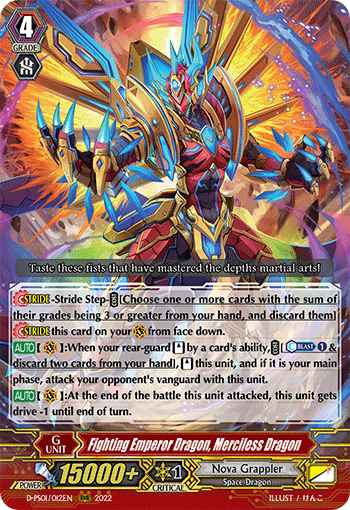 4
GRADE
Taste these fists that have mastered the depths martial arts!
STRIDE -Stride Step-[Choose one or more cards with the sum of
their grades being 3 or greater from your hand, and discard them]
STRIDE this card on your from face down.
AUTO[ ]:When your rear-guard [ ] by a card's ability, [ BLAST 1 &
discard two cards from your hand], [ ] this unit, and if it is your main
phase, attack your opponent's vanguard with this unit.
AUTO[ ]:At the end of the battle this unit attacked, this unit gets
drive -1 until end of turn.
G
UNIT
Fighting Emperor Dragon, Merciless Dragon
POWER
15000+
1
CRITICAL
Nova Grappler
Space Dragon
D-PS01/012EN RRR 2022
ILLUST /